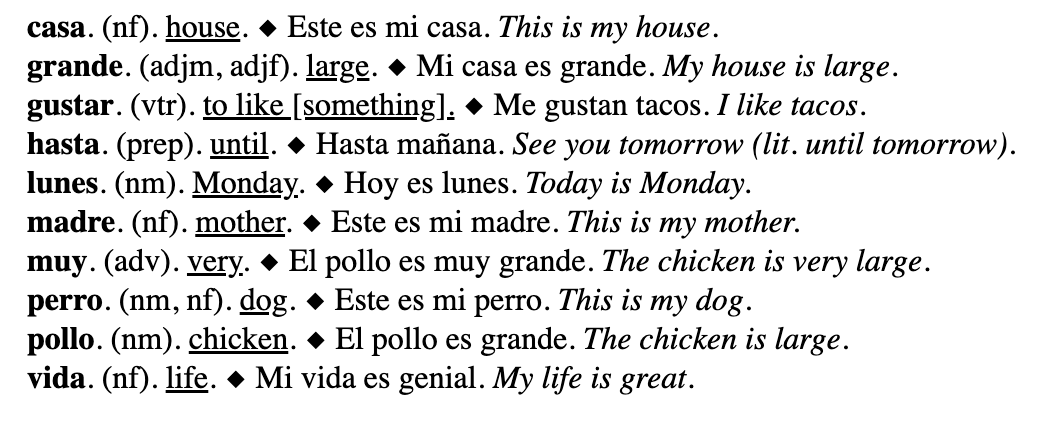 casa. (nf). house. ◆ Este es mi casa. This is my house.
grande. (adjm, adjf). large. ◆ Mi casa es grande. My house is large.
gustar. (vtr). to like [something]. ◆ Me gustan tacos. I like tacos.
hasta. (prep). until. ◆ Hasta mañana. See you tomorrow (lit. until tomorrow).
lunes. (nm). Monday. ◆ Hoy es lunes. Today is Monday.
madre. (nf). mother. ◆ Este es mi madre. This is my mother.
muy. (adv). very. ◆ El pollo es muy grande. The chicken is very large.
perro. (nm, nf). dog. ◆ Este es mi perro. This is my dog.
pollo. (nm). chicken. ◆ El pollo es grande. The chicken is large.
vida. (nf). life. ◆ Mi vida es genial. My life is great.